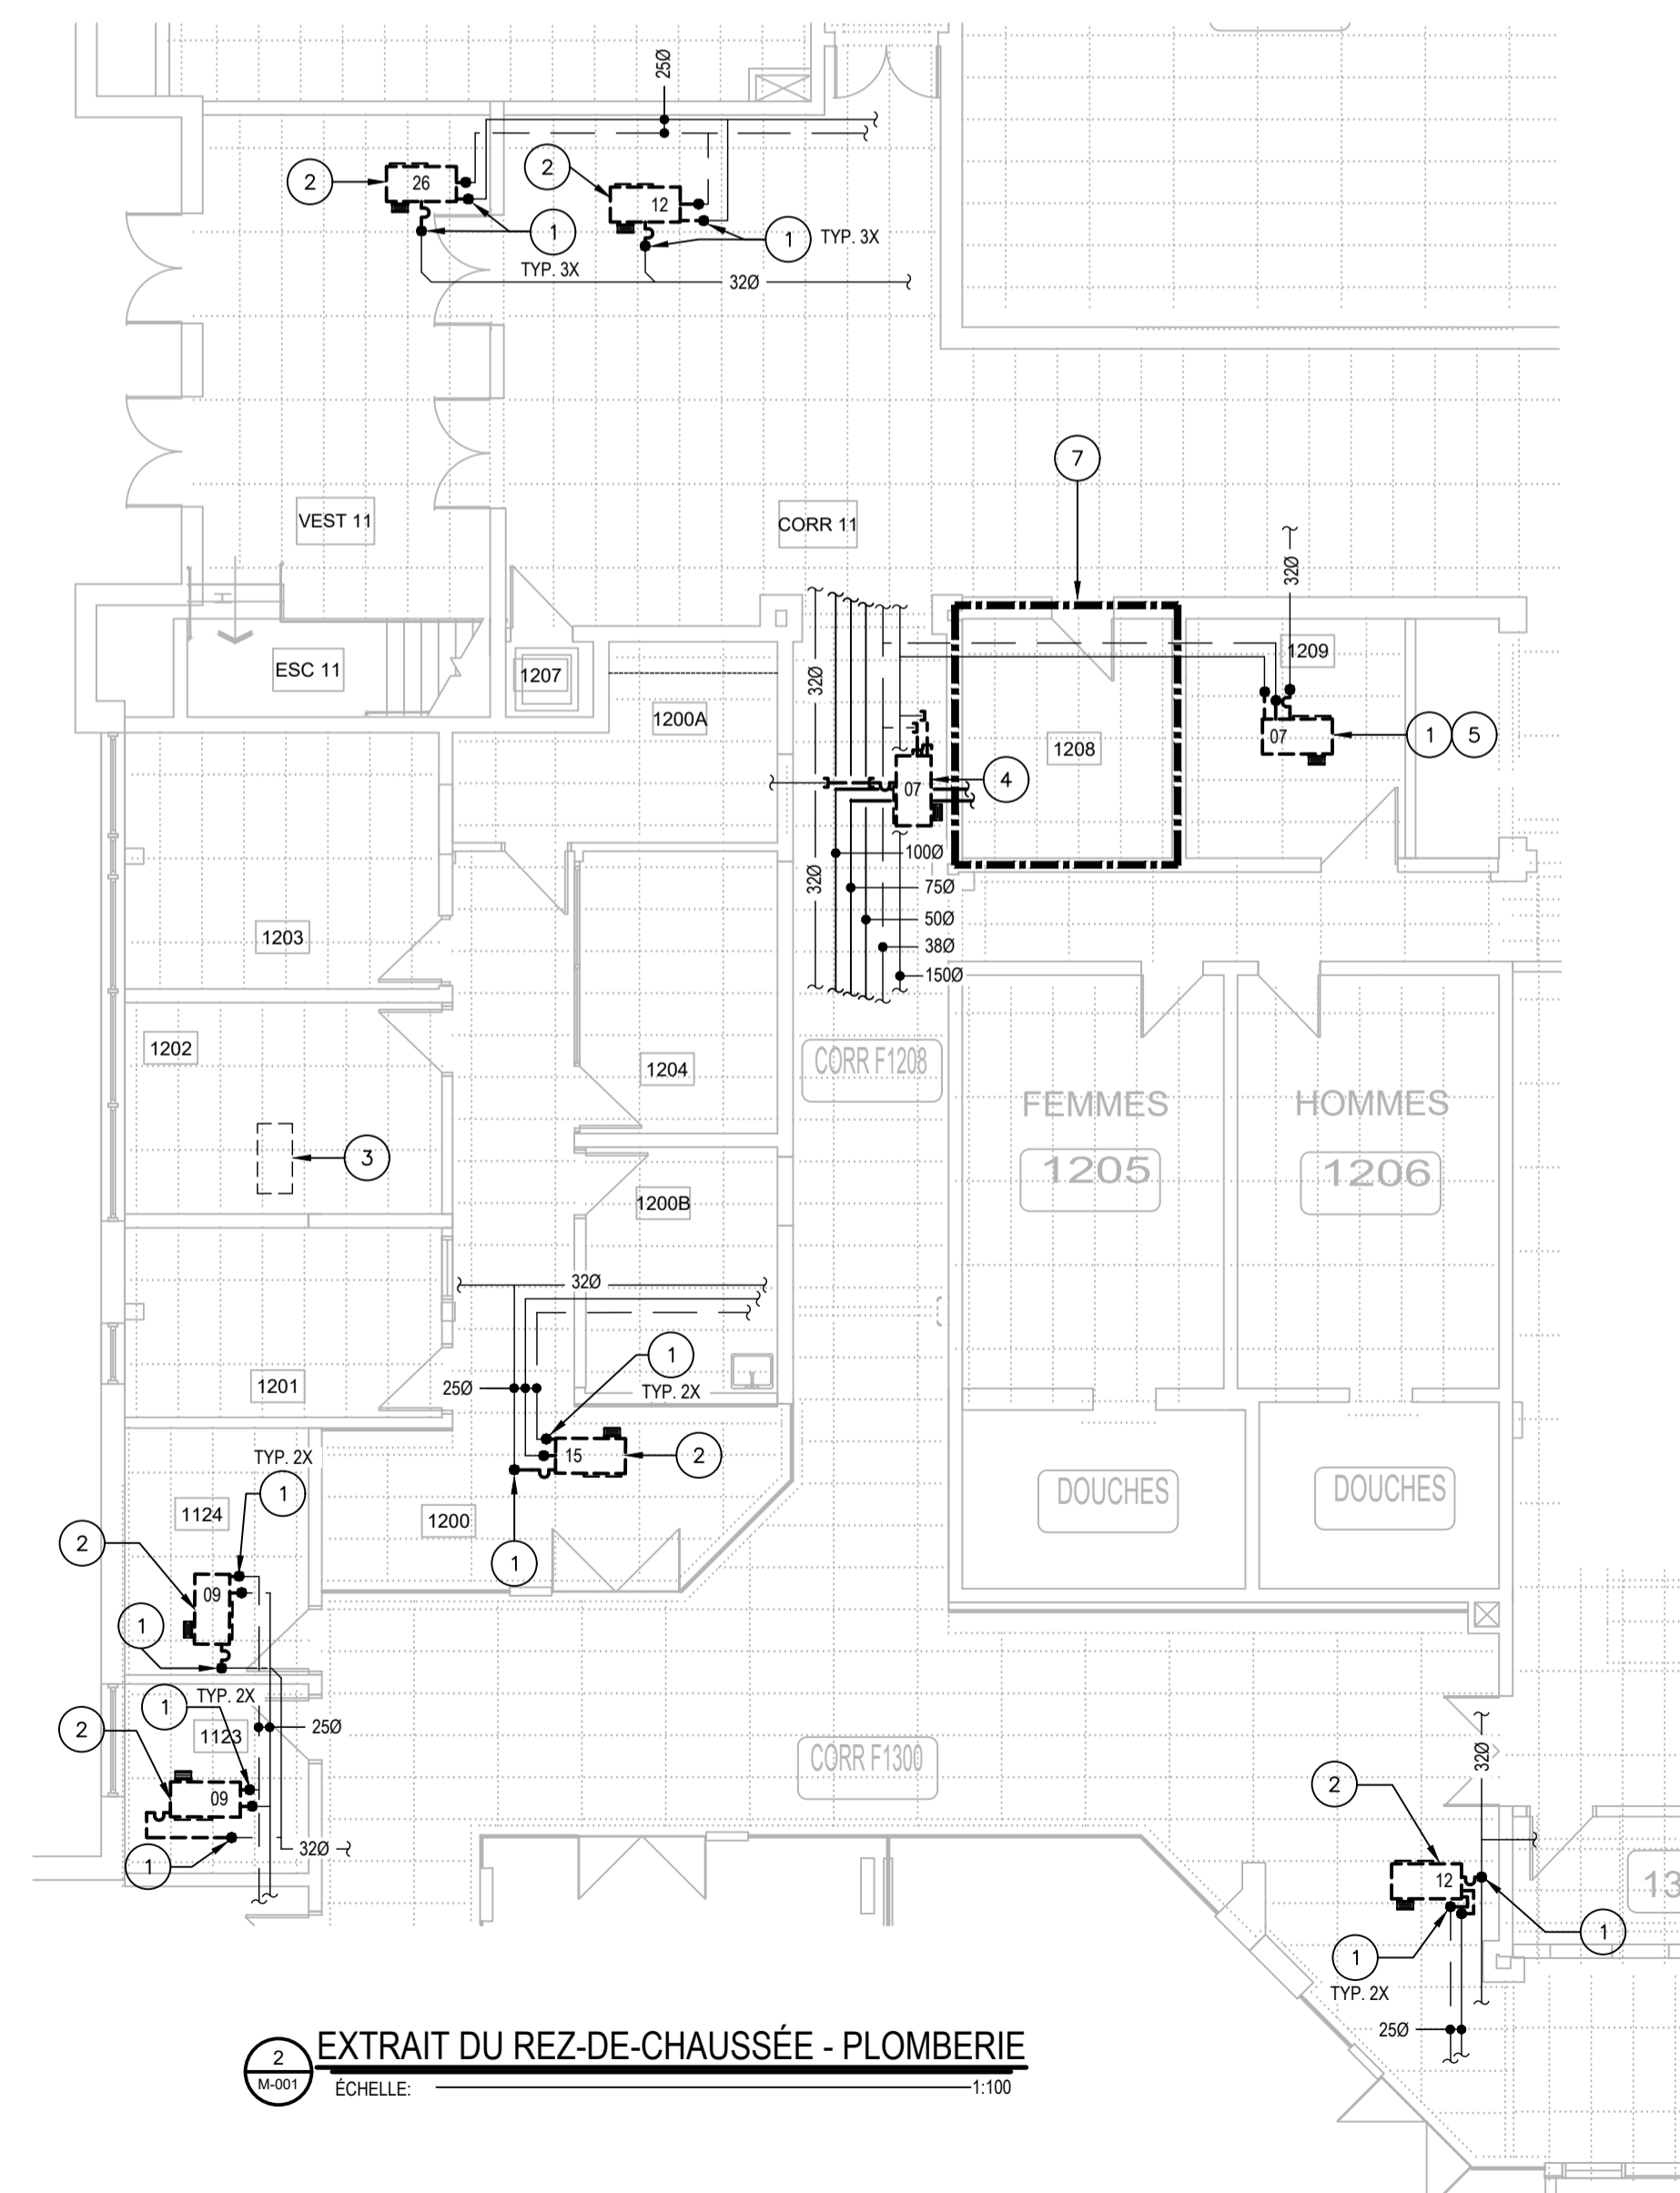 25Ø
2
26
2
12
1
TYP. 3X
1
TYP. 3X
32Ø
7
VEST 11
CORR 11
32Ø
ESC 11
1207
1200A
32Ø
1209
1208
07
1
5
07
4
32Ø
100Ø
75Ø
50Ø
38Ø
150Ø
1203
1202
1204
CORR F1208
FEMMES
HOMMES
1205
1206
3
1200B
32Ø
1
TYP. 2X
25Ø
1201
15
2
TYP. 2X
1
1124
1200
DOUCHES
DOUCHES
2
1
09
1
TYP. 2X
1
2
1123
25Ø
CORR F1300
32Ø
09
2
32Ø
1
12
13
1
1
TYP. 2X
25Ø
2
M-001
EXTRAIT DU REZ-DE-CHAUSSÉE - PLOMBERIE
ÉCHELLE: 1:100